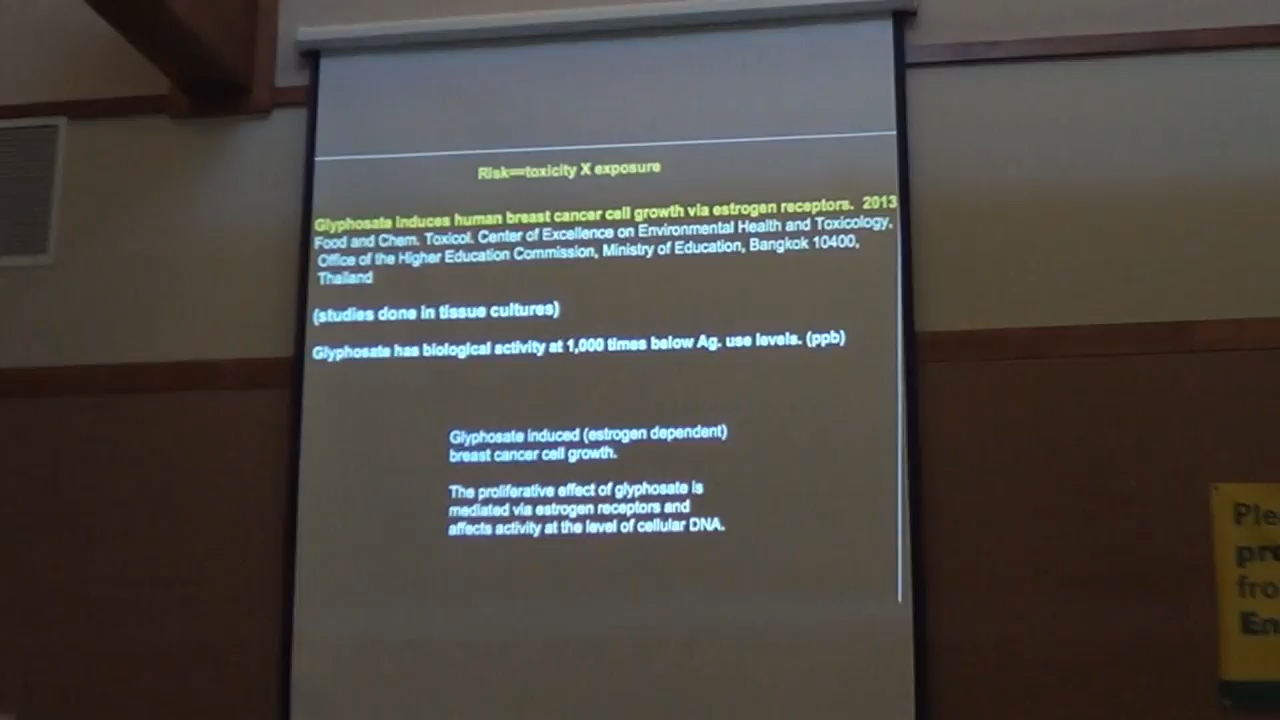 Risk==toxicity X exposure
Glyphosate induces human breast cancer cell growth via estrogen receptors. 2013
Food and Chem. Toxicol. Center of Excellence on Environmental Health and Toxicology,
Office of the Higher Education Commission, Ministry of Education, Bangkok 10400,
Thailand
(studies done in tissue cultures)
Glyphosate has biological activity at 1,000 times below Ag. use levels. (ppb)
Glyphosate induced (estrogen dependent)
breast cancer cell growth.
The proliferative effect of glyphosate is
mediated via estrogen receptors and
affects activity at the level of cellular DNA.
Ple
pro
fro
En